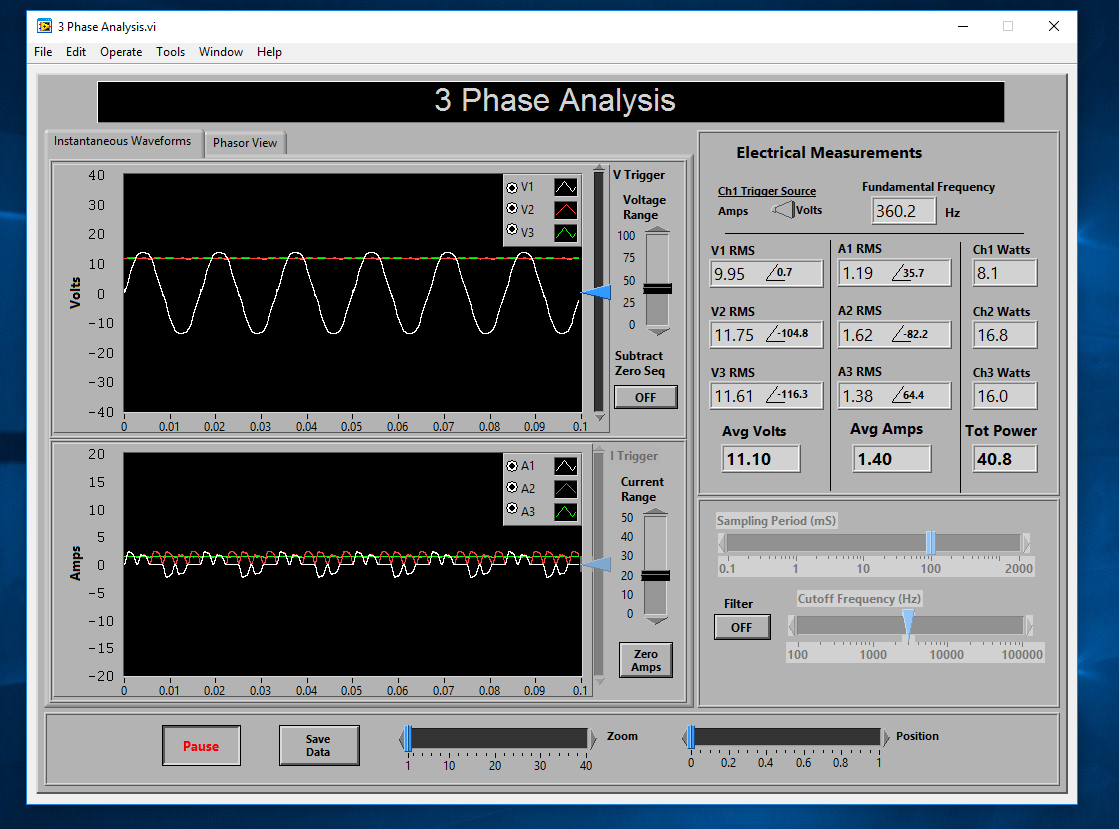 3 Phase Analysis.vi
File Edit Operate Tools Window Help
3 Phase Analysis
Instantaneous Waveforms
Phasor View
Volts
40
30
20
10
0
-10
-20
-30
-40
0 0.01 0.02 0.03 0.04 0.05 0.06 0.07 0.08 0.09 0.1
V1
V2
V3
V Trigger
Voltage
Range
100
75
50
25
0
Subtract
Zero Seq
OFF
Amps
20
15
10
5
0
-5
-10
-15
-20
0 0.01 0.02 0.03 0.04 0.05 0.06 0.07 0.08 0.09 0.1
A1
A2
A3
I Trigger
Current
Range
50
40
30
20
10
0
Zero
Amps
Electrical Measurements
Ch1 Trigger Source
Amps Volts
Fundamental Frequency
360.2 Hz
V1 RMS A1 RMS Ch1 Watts
9.95 ∠0.7 1.19 ∠35.7 8.1
V2 RMS A2 RMS Ch2 Watts
11.75 ∠-104.8 1.62 ∠-82.2 16.8
V3 RMS A3 RMS Ch3 Watts
11.61 ∠-116.3 1.38 ∠64.4 16.0
Avg Volts Avg Amps Tot Power
11.10 1.40 40.8
Sampling Period (mS)
0.1 1 10 100 2000
Filter
OFF
Cutoff Frequency (Hz)
100 1000 10000 100000
Pause
Save
Data
Zoom
1 10 20 30 40
Position
0 0.2 0.4 0.6 0.8 1